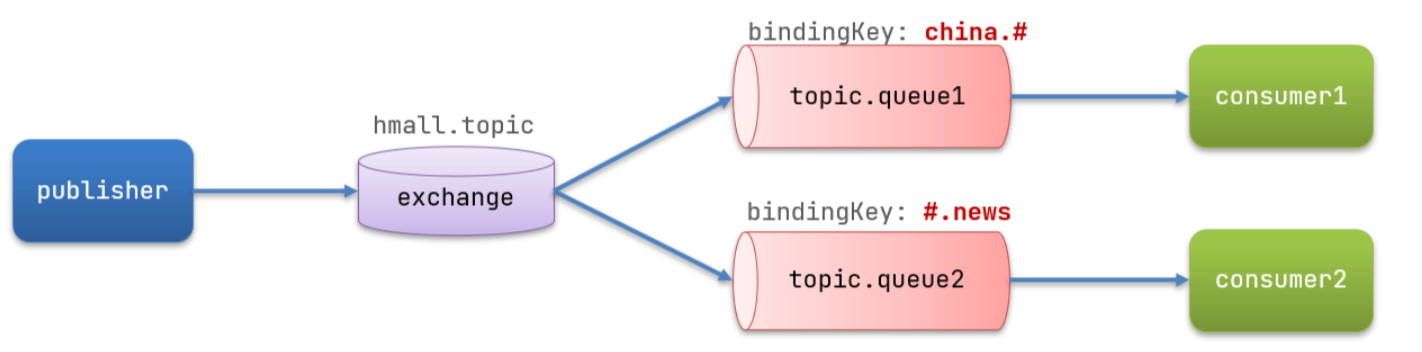 bindingKey: china.#
topic.queue1
consumer1
hmall.topic
publisher
exchange
bindingKey: #.news
topic.queue2
consumer2